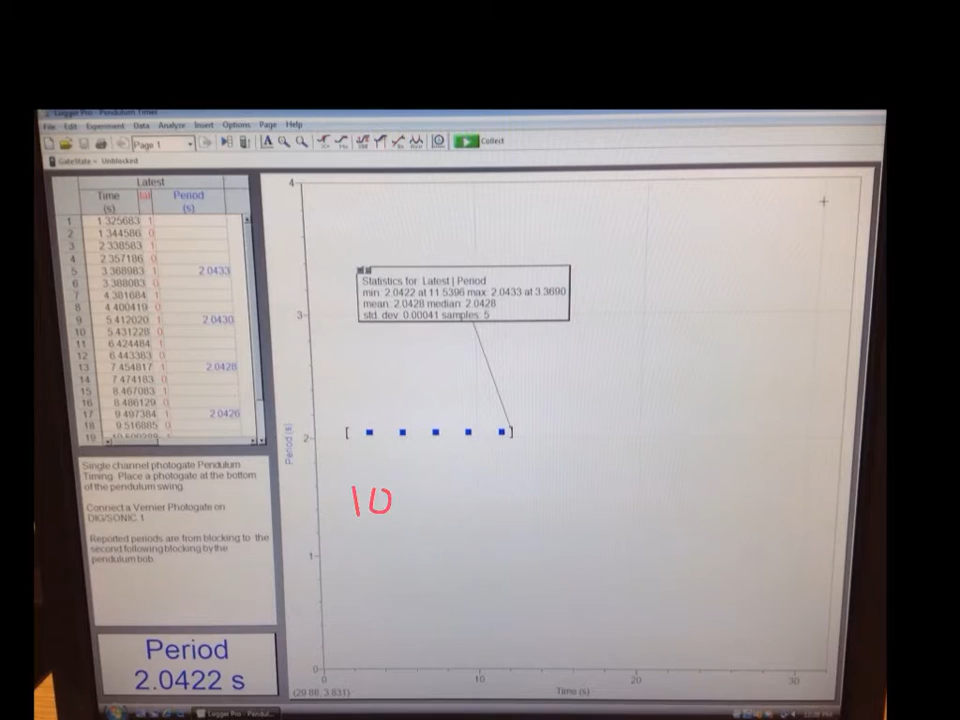 Logger Pro - Pendulum Timer
File Edit Experiment Data Analyze Insert Options Page Help
Page 1
Collect
GateState = Unblocked
Latest
Time Period
(s) (s)
1 1.325683 1
2 1.344586 0
3 2.338583 1
4 2.357186 0
5 3.368983 1 2.0433
6 3.388083 0
7 4.381684 1
8 4.400419 0
9 5.412020 1 2.0430
10 5.431228 0
11 6.424484 1
12 6.443383 0
13 7.454817 1 2.0428
14 7.474183 0
15 8.467083 1
16 8.486129 0
17 9.497384 1 2.0426
18 9.516885 0
19
Single channel photogate Pendulum
Timing. Place a photogate at the bottom
of the pendulum swing.
Connect a Vernier Photogate on
DIG/SONIC 1
Reported periods are from blocking to the
second following blocking by the
pendulum bob.
Period
2.0422 s
Statistics for: Latest | Period
min: 2.0422 at 11.5396 max: 2.0433 at 3.3690
mean: 2.0428 median: 2.0428
std. dev: 0.00041 samples: 5
4
3
2
1
0
Period (s)
10
0 10 20 30
(29.88, 3.831)
Time (s)
Logger Pro - Pendul...